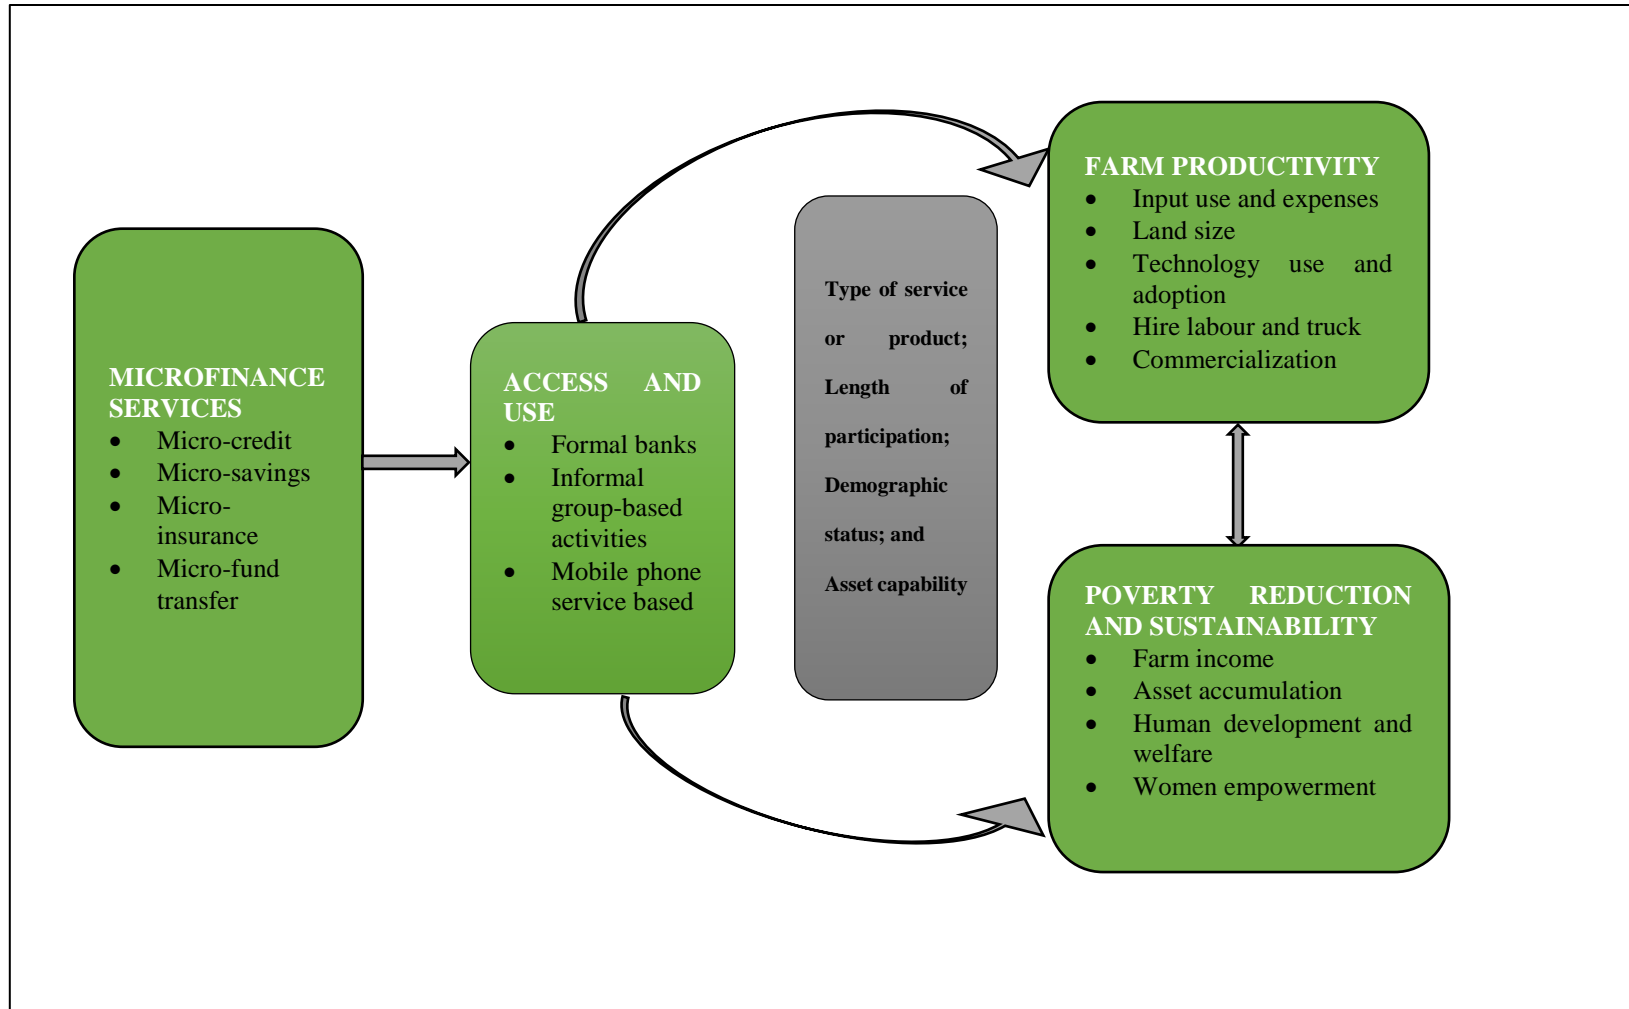 MICROFINANCE
SERVICES
• Micro-credit
• Micro-savings
• Micro-
insurance
• Micro-fund
transfer
ACCESS AND
USE
• Formal banks
• Informal
group-based
activities
• Mobile phone
service based
Type of service
or product;
Length of
participation;
Demographic
status; and
Asset capability
FARM PRODUCTIVITY
• Input use and expenses
• Land size
• Technology use and
adoption
• Hire labour and truck
• Commercialization
POVERTY REDUCTION
AND SUSTAINABILITY
• Farm income
• Asset accumulation
• Human development and
welfare
• Women empowerment